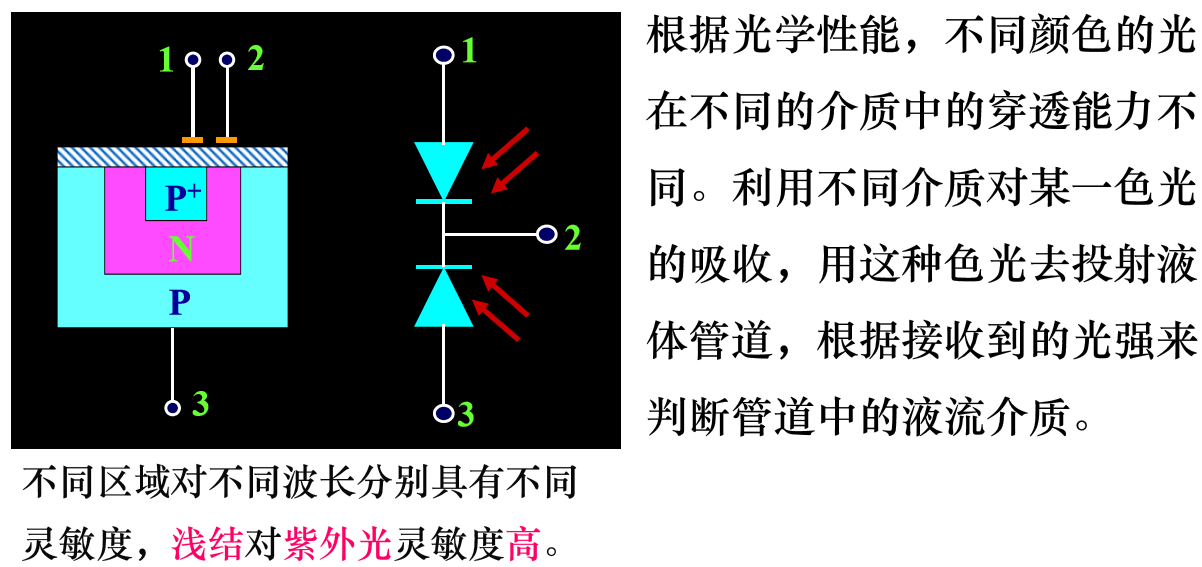 1
2
P+
N
P
3
1
2
3
不同区域对不同波长分别具有不同
灵敏度，浅结对紫外光灵敏度高。
根据光学性能，不同颜色的光
在不同的介质中的穿透能力不
同。利用不同介质对某一色光
的吸收，用这种色光去投射液
体管道，根据接收到的光强来
判断管道中的液流介质。